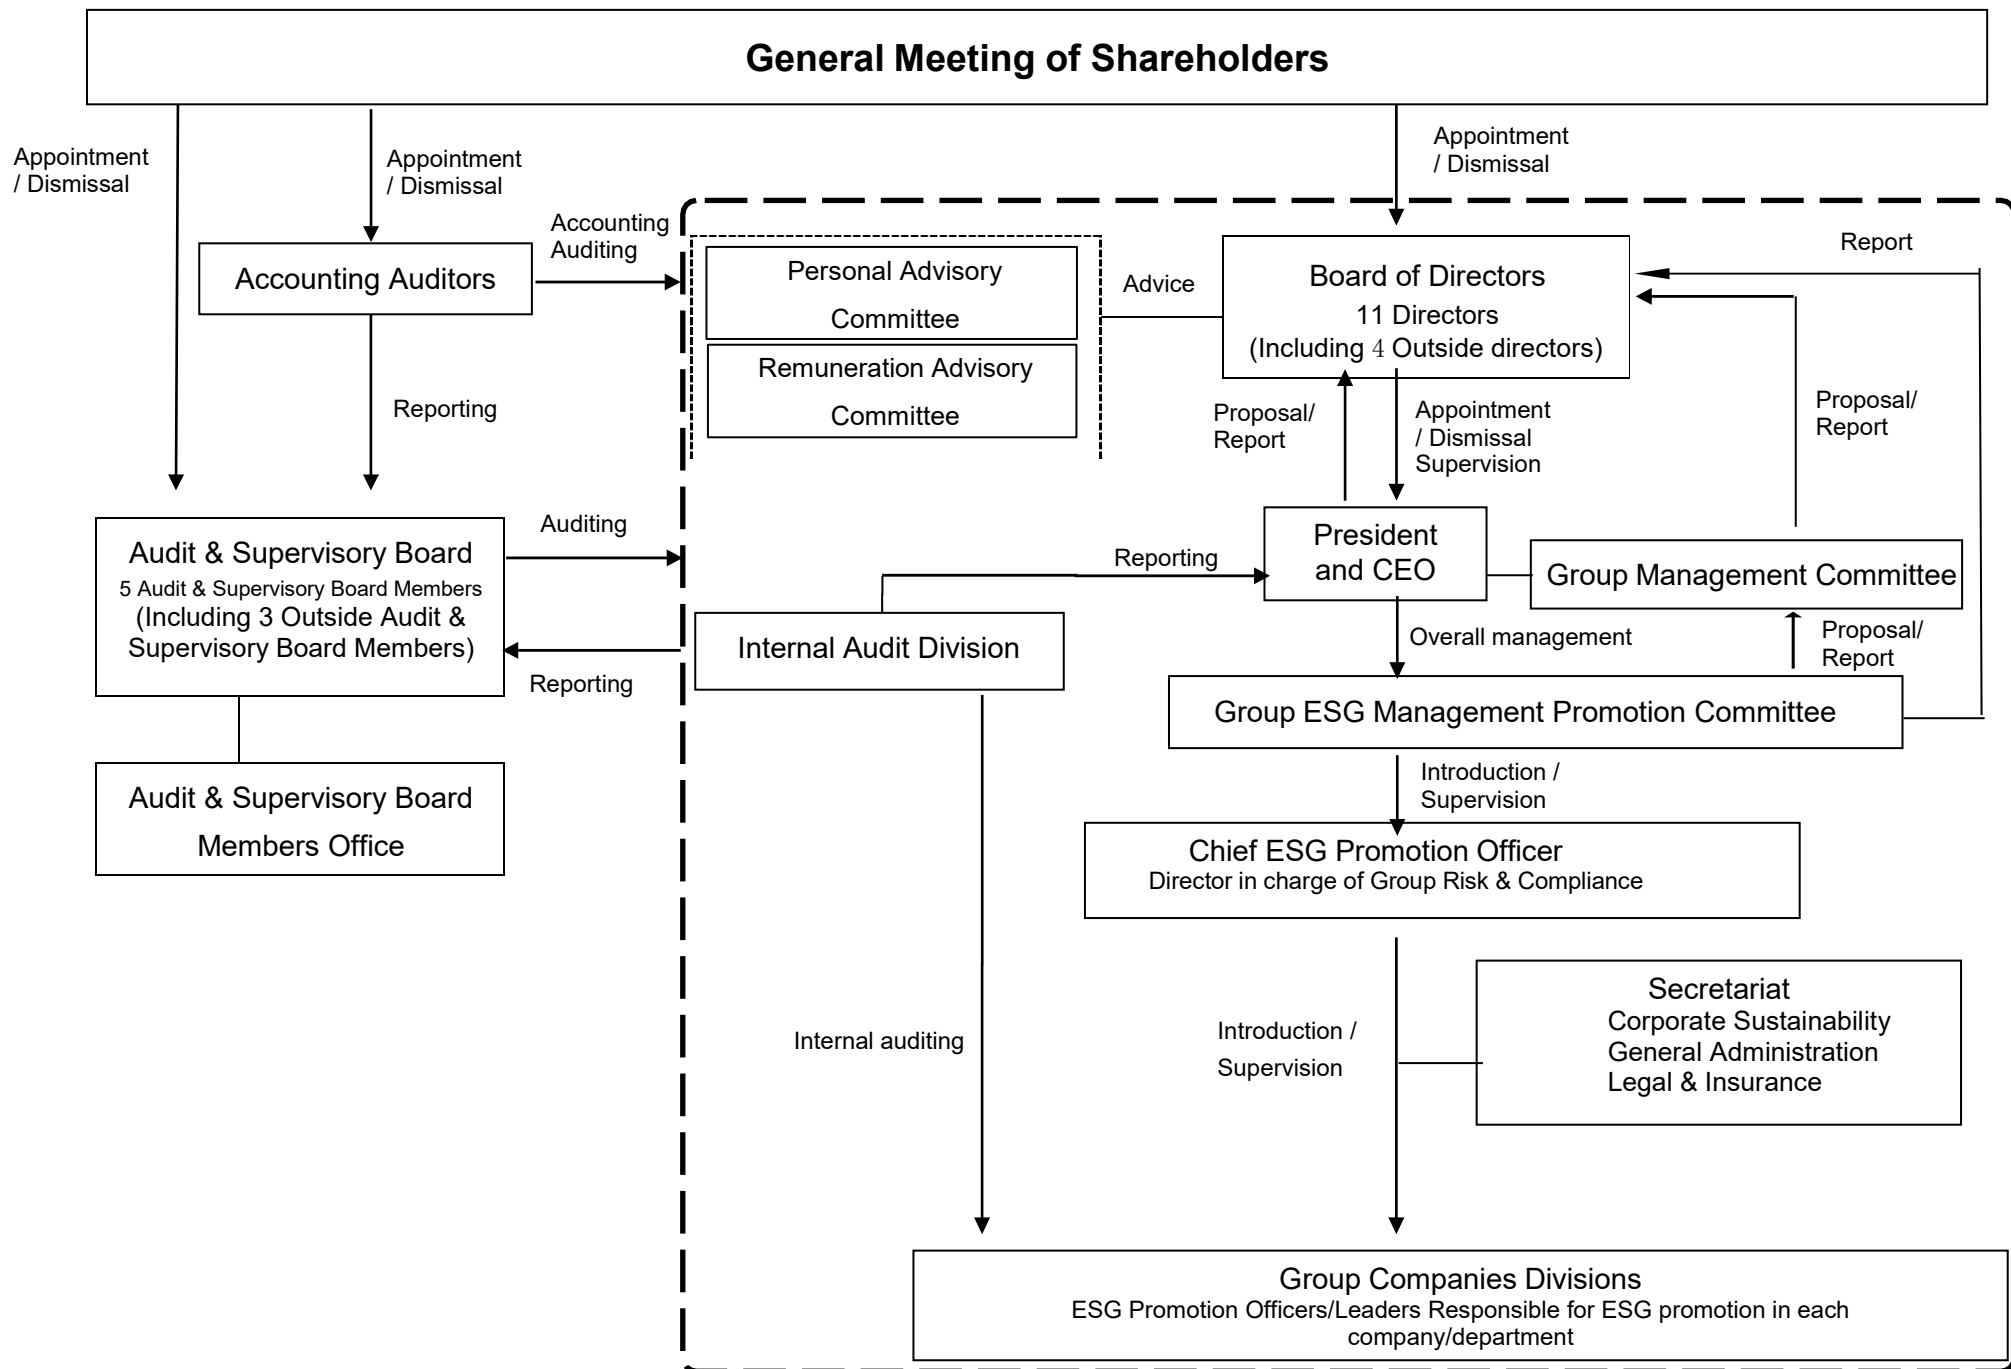 General Meeting of Shareholders
Appointment
/ Dismissal
Appointment
/ Dismissal
Appointment
/ Dismissal
Accounting Auditors
Accounting
Auditing
Personal Advisory
Committee
Remuneration Advisory
Committee
Advice
Board of Directors
11 Directors
(Including 4 Outside directors)
Report
Reporting
Proposal/
Report
Appointment
/ Dismissal
Supervision
Proposal/
Report
Audit & Supervisory Board
5 Audit & Supervisory Board Members
(Including 3 Outside Audit &
Supervisory Board Members)
Auditing
Reporting
Reporting
President
and CEO
Group Management Committee
Internal Audit Division
Overall management
Proposal/
Report
Group ESG Management Promotion Committee
Audit & Supervisory Board
Members Office
Introduction /
Supervision
Chief ESG Promotion Officer
Director in charge of Group Risk & Compliance
Internal auditing
Introduction /
Supervision
Secretariat
Corporate Sustainability
General Administration
Legal & Insurance
Group Companies Divisions
ESG Promotion Officers/Leaders Responsible for ESG promotion in each
company/department